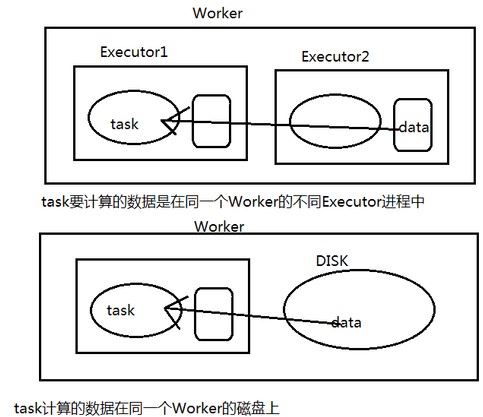 Worker
Executor1
Executor2
task
data
task要计算的数据是在同一个Worker的不同Executor进程中
Worker
DISK
task
data
task计算的数据在同一个Worker的磁盘上